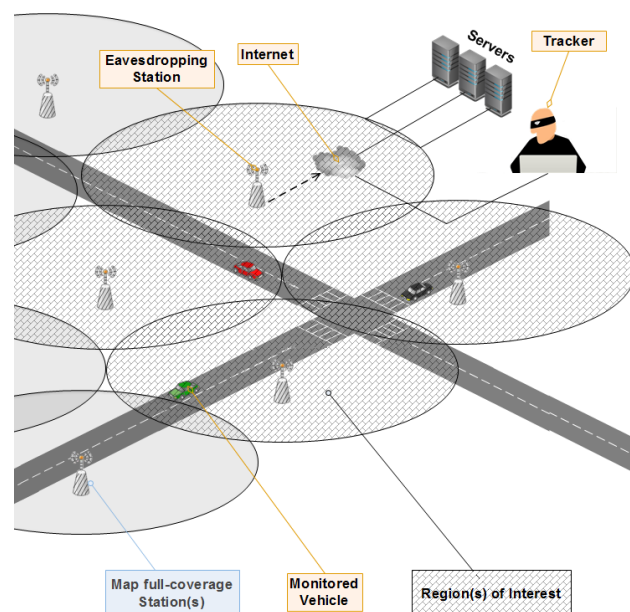 Servers
Tracker
Internet
Eavesdropping
Station
Map full-coverage
Station(s)
Monitored
Vehicle
Region(s) of Interest